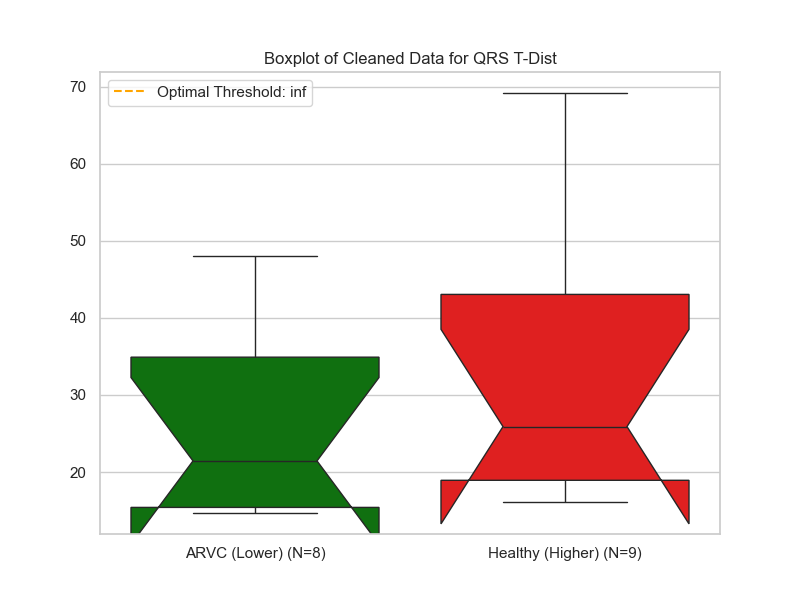 Boxplot of Cleaned Data for QRS T-Dist
Optimal Threshold: inf
70
60
50
40
30
20
ARVC (Lower) (N=8)
Healthy (Higher) (N=9)